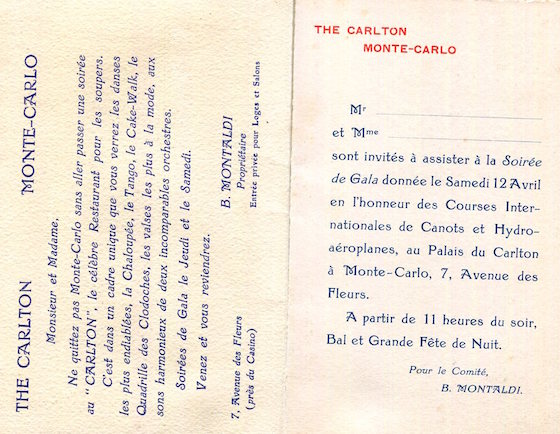 THE CARLTON MONTE-CARLO
Monsieur et Madame,
Ne quittez pas Monte-Carlo sans aller passer une soirée
au "CARLTON", le célèbre Restaurant pour les soupers.
C'est dans un cadre unique que vous verrez les danses
les plus endiablées, la Chaloupée, le Tango, le Cake-Walk, le
Quadrille des Clodoches, les valses les plus à la mode, aux
sons harmonieux de deux incomparables orchestres.
Soirées de Gala le Jeudi et le Samedi.
Venez et vous reviendrez.
B. MONTALDI
Propriétaire
7, Avenue des Fleurs
(près du Casino)
Entrée privée pour Loges et Salons
THE CARLTON
MONTE-CARLO
Mr
et Mme
sont invités à assister à la Soirée
de Gala donnée le Samedi 12 Avril
en l'honneur des Courses Inter-
nationales de Canots et Hydro-
aéroplanes, au Palais du Carlton
à Monte-Carlo, 7, Avenue des
Fleurs.
A partir de 11 heures du soir,
Bal et Grande Fête de Nuit.
Pour le Comité,
B. MONTALDI.